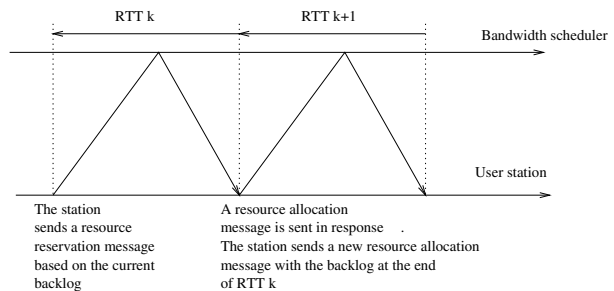 RTT k
RTT k+1
Bandwidth scheduler
User station
The station
sends a resource
reservation message
based on the current
backlog
A resource allocation
message is sent in response .
The station sends a new resource allocation
message with the backlog at the end
of RTT k